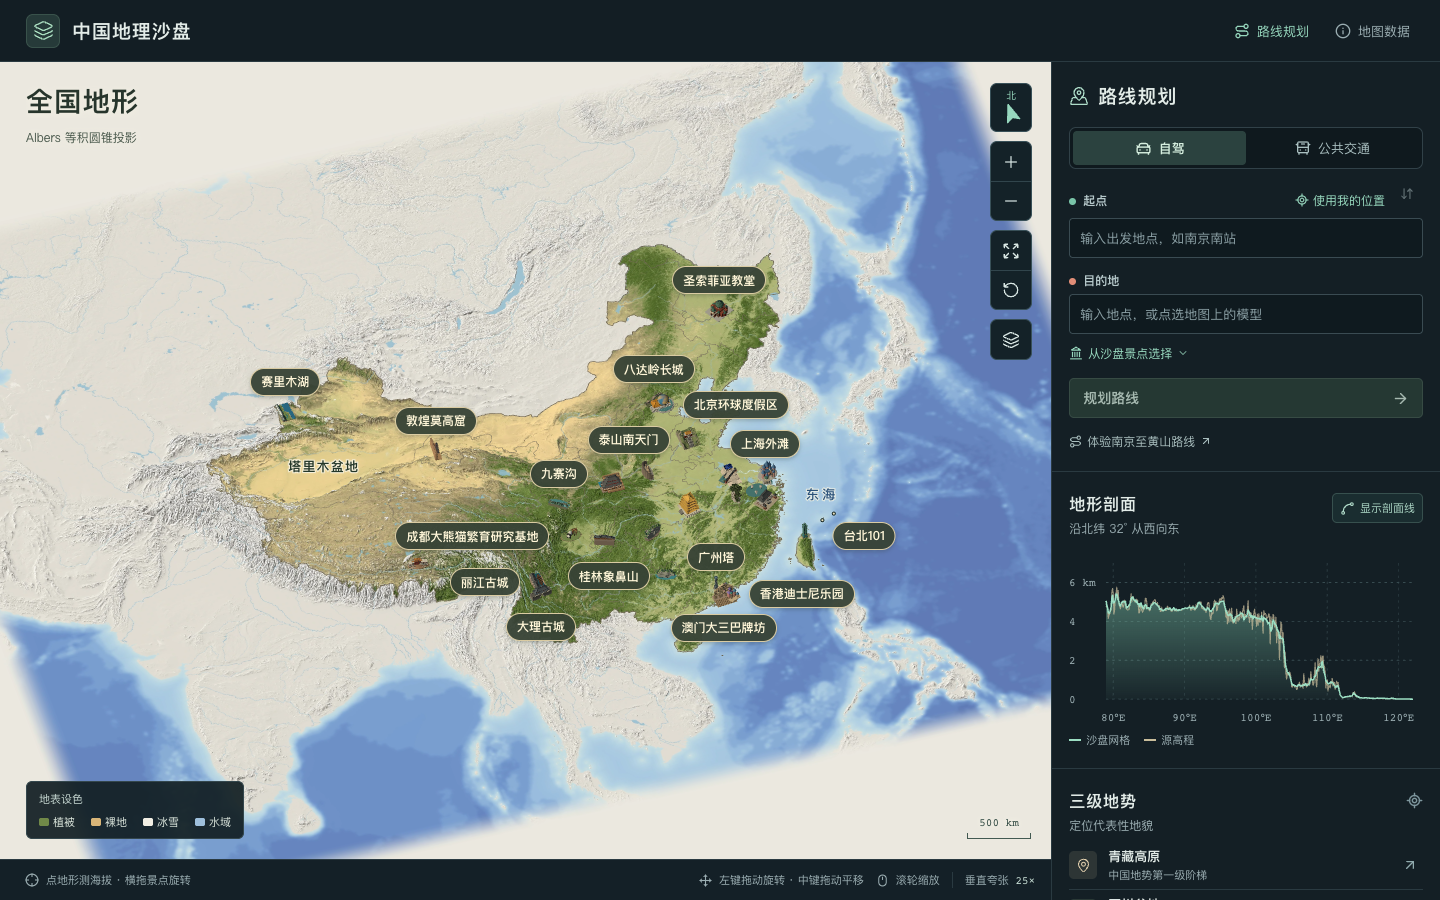 中国地理沙盘
路线规划
地图数据
全国地形
Albers 等积圆锥投影
北
圣索菲亚教堂
八达岭长城
赛里木湖
北京环球度假区
敦煌莫高窟
泰山南天门
上海外滩
塔里木盆地
九寨沟
东海
成都大熊猫繁育研究基地
台北101
广州塔
丽江古城
桂林象鼻山
香港迪士尼乐园
大理古城
澳门大三巴牌坊
地表设色
植被
裸地
冰雪
水域
500 km
点地形测海拔 · 横拖景点旋转
左键拖动旋转 · 中键拖动平移
滚轮缩放
垂直夸张 25×
路线规划
自驾
公共交通
起点
使用我的位置
输入出发地点，如南京南站
目的地
输入地点，或点选地图上的模型
从沙盘景点选择
规划路线
体验南京至黄山路线
地形剖面
显示剖面线
沿北纬 32° 从西向东
6 km
4
2
0
80°E
90°E
100°E
110°E
120°E
沙盘网格
源高程
三级地势
定位代表性地貌
青藏高原
中国地势第一级阶梯